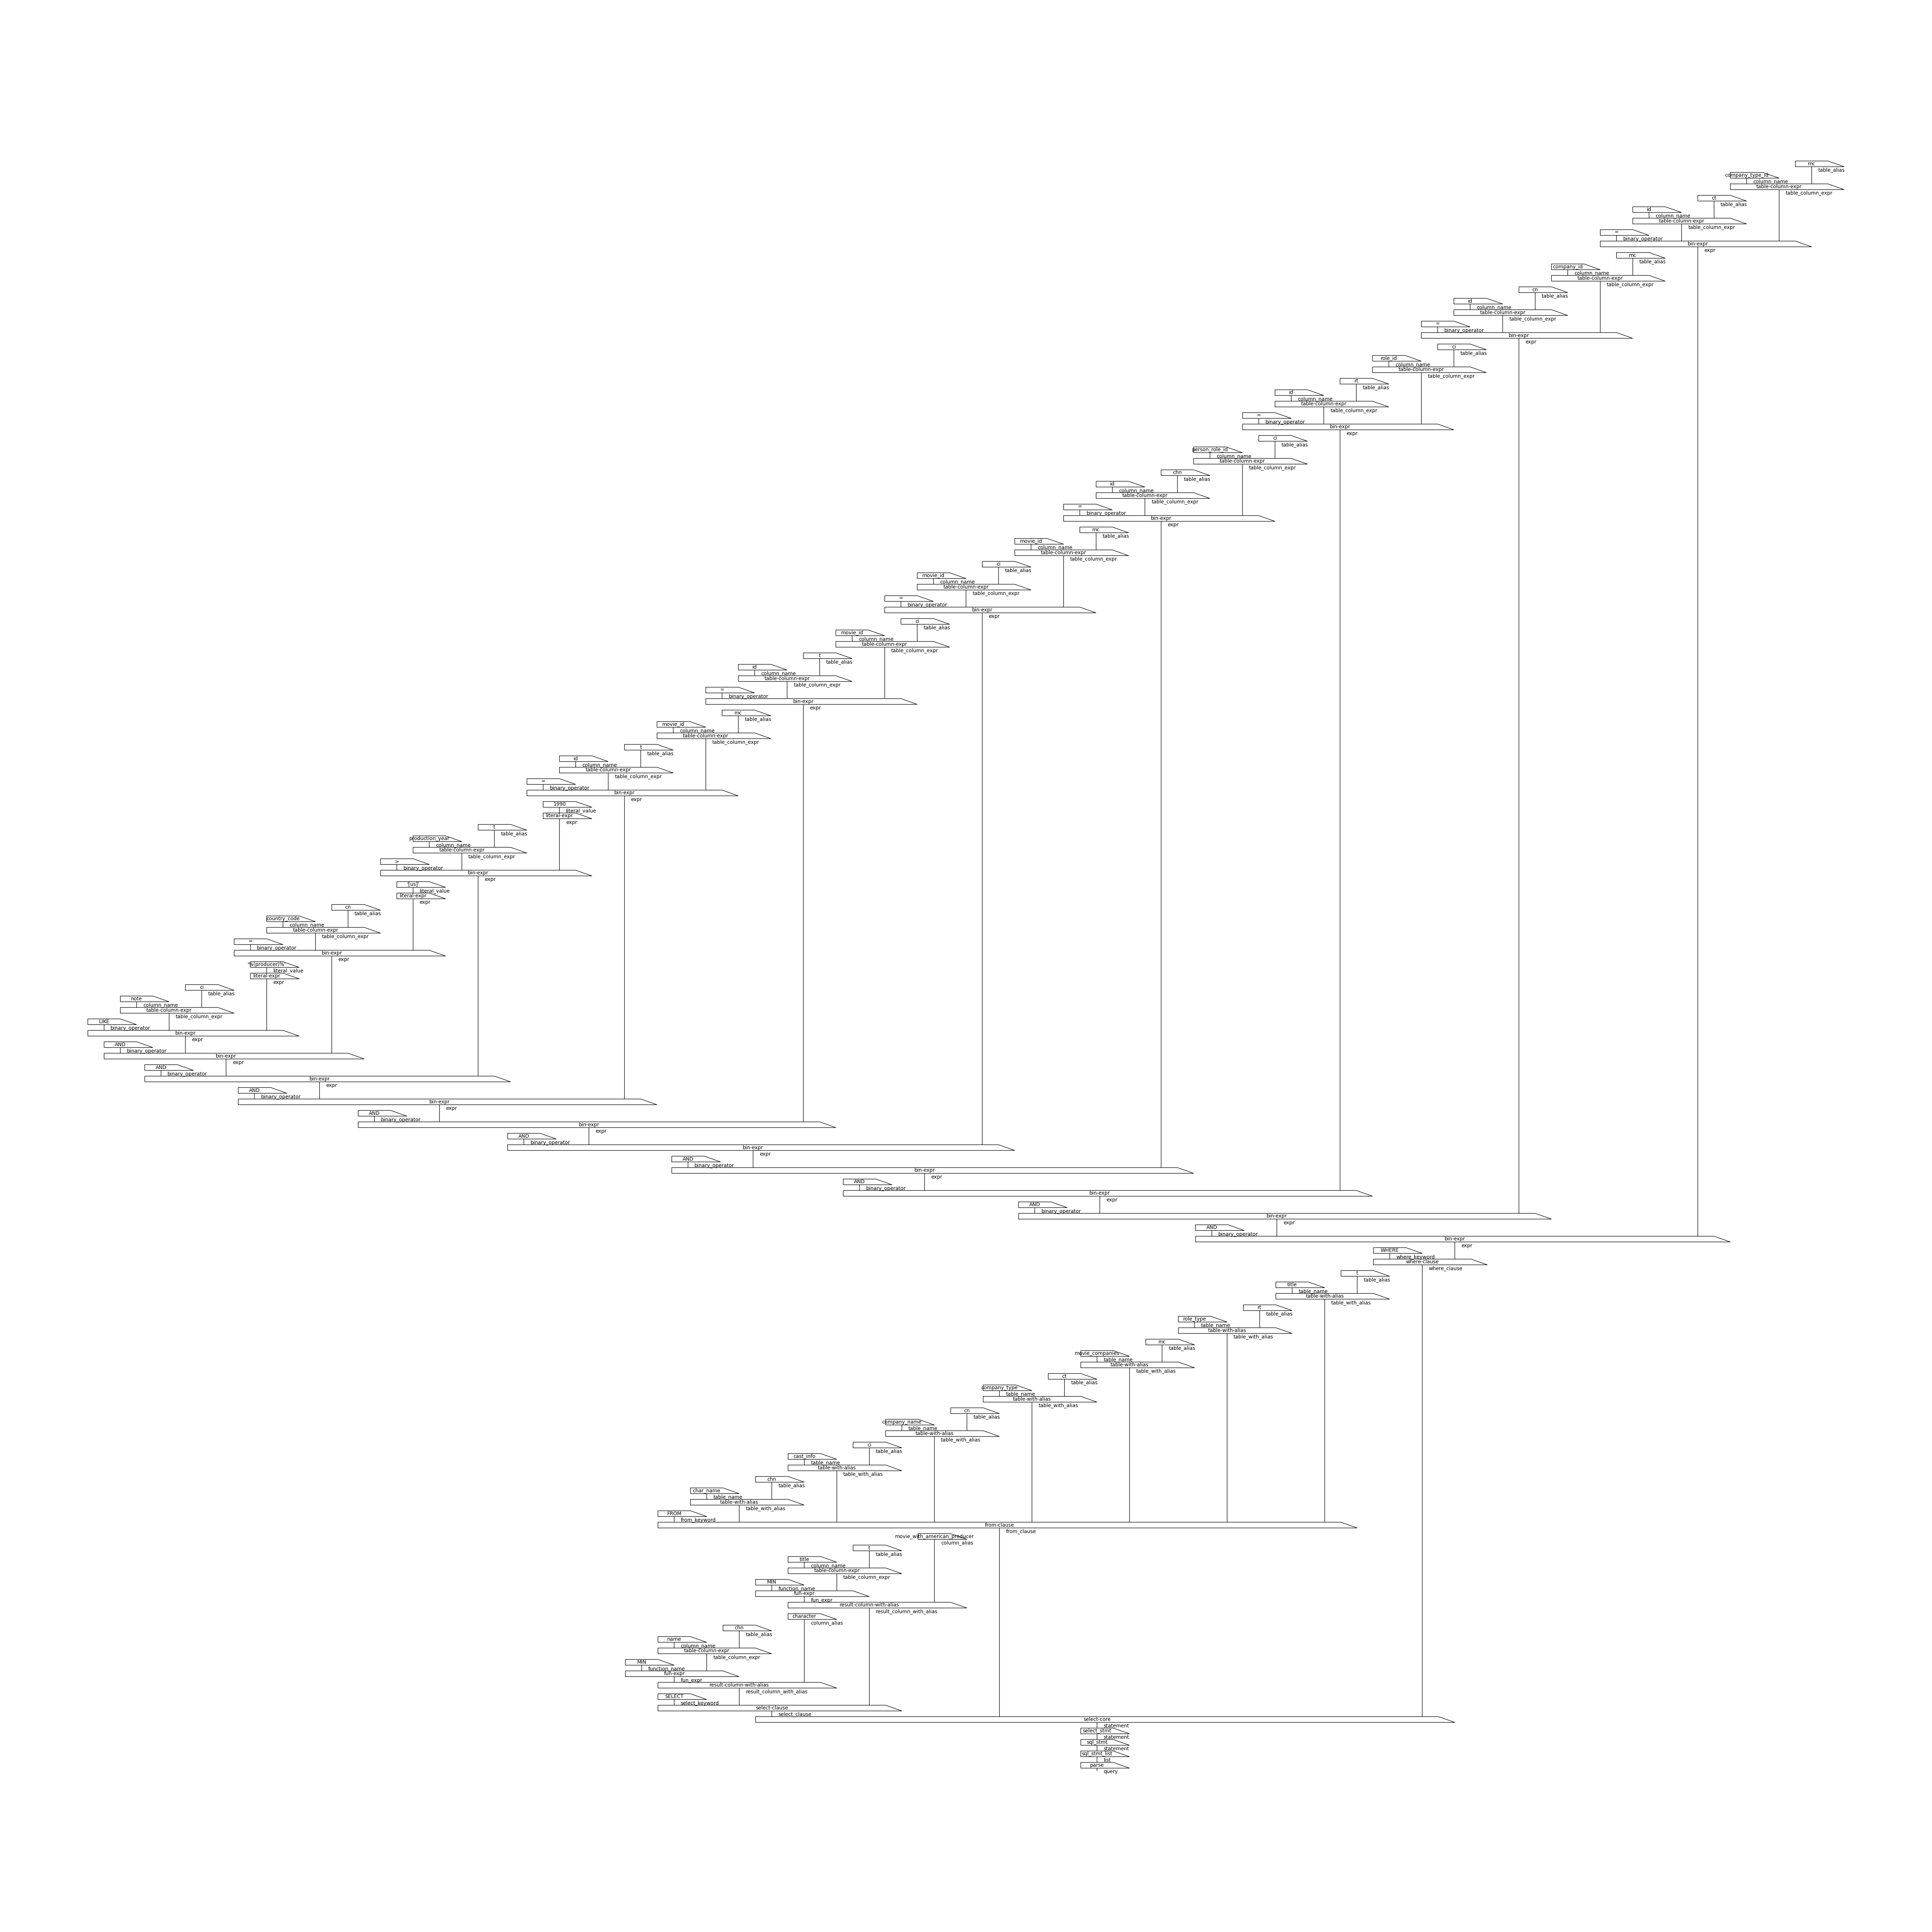 mc
table_alias
company_type_id
column_name
table-column-expr
table_column_expr
ct
table_alias
id
column_name
table-column-expr
table_column_expr
=
binary_operator
bin-expr
expr
mc
table_alias
company_id
column_name
table-column-expr
table_column_expr
cn
table_alias
id
column_name
table-column-expr
table_column_expr
=
binary_operator
bin-expr
expr
ci
table_alias
role_id
column_name
table-column-expr
table_column_expr
rt
table_alias
id
column_name
table-column-expr
table_column_expr
=
binary_operator
bin-expr
expr
ci
table_alias
person_role_id
column_name
table-column-expr
table_column_expr
chn
table_alias
id
column_name
table-column-expr
table_column_expr
=
binary_operator
bin-expr
expr
mc
table_alias
movie_id
column_name
table-column-expr
table_column_expr
ci
table_alias
movie_id
column_name
table-column-expr
table_column_expr
=
binary_operator
bin-expr
expr
ci
table_alias
movie_id
column_name
table-column-expr
table_column_expr
t
table_alias
id
column_name
table-column-expr
table_column_expr
=
binary_operator
bin-expr
expr
mc
table_alias
movie_id
column_name
table-column-expr
table_column_expr
t
table_alias
id
column_name
table-column-expr
table_column_expr
=
binary_operator
bin-expr
expr
1990
literal_value
literal-expr
expr
t
table_alias
production_year
column_name
table-column-expr
table_column_expr
>
binary_operator
bin-expr
expr
'[us]'
literal_value
literal-expr
expr
cn
table_alias
country_code
column_name
table-column-expr
table_column_expr
=
binary_operator
bin-expr
expr
'%(producer)%'
literal_value
literal-expr
expr
ci
table_alias
note
column_name
table-column-expr
table_column_expr
LIKE
binary_operator
bin-expr
expr
AND
binary_operator
bin-expr
expr
AND
binary_operator
bin-expr
expr
AND
binary_operator
bin-expr
expr
AND
binary_operator
bin-expr
expr
AND
binary_operator
bin-expr
expr
AND
binary_operator
bin-expr
expr
AND
binary_operator
bin-expr
expr
AND
binary_operator
bin-expr
expr
AND
binary_operator
bin-expr
expr
WHERE
where_keyword
where-clause
where_clause
t
table_alias
title
table_name
table-with-alias
table_with_alias
rt
table_alias
role_type
table_name
table-with-alias
table_with_alias
mc
table_alias
movie_companies
table_name
table-with-alias
table_with_alias
ct
table_alias
company_type
table_name
table-with-alias
table_with_alias
cn
table_alias
company_name
table_name
table-with-alias
table_with_alias
ci
table_alias
cast_info
table_name
table-with-alias
table_with_alias
chn
table_alias
char_name
table_name
table-with-alias
table_with_alias
FROM
from_keyword
from-clause
from_clause
movie_with_american_producer
column_alias
t
table_alias
title
column_name
table-column-expr
table_column_expr
MIN
function_name
fun-expr
fun_expr
result-column-with-alias
result_column_with_alias
character
column_alias
chn
table_alias
name
column_name
table-column-expr
table_column_expr
MIN
function_name
fun-expr
fun_expr
result-column-with-alias
result_column_with_alias
SELECT
select_keyword
select-clause
select_clause
select-core
statement
select_stmt
statement
sql_stmt
statement
sql_stmt_list
list
parse
query